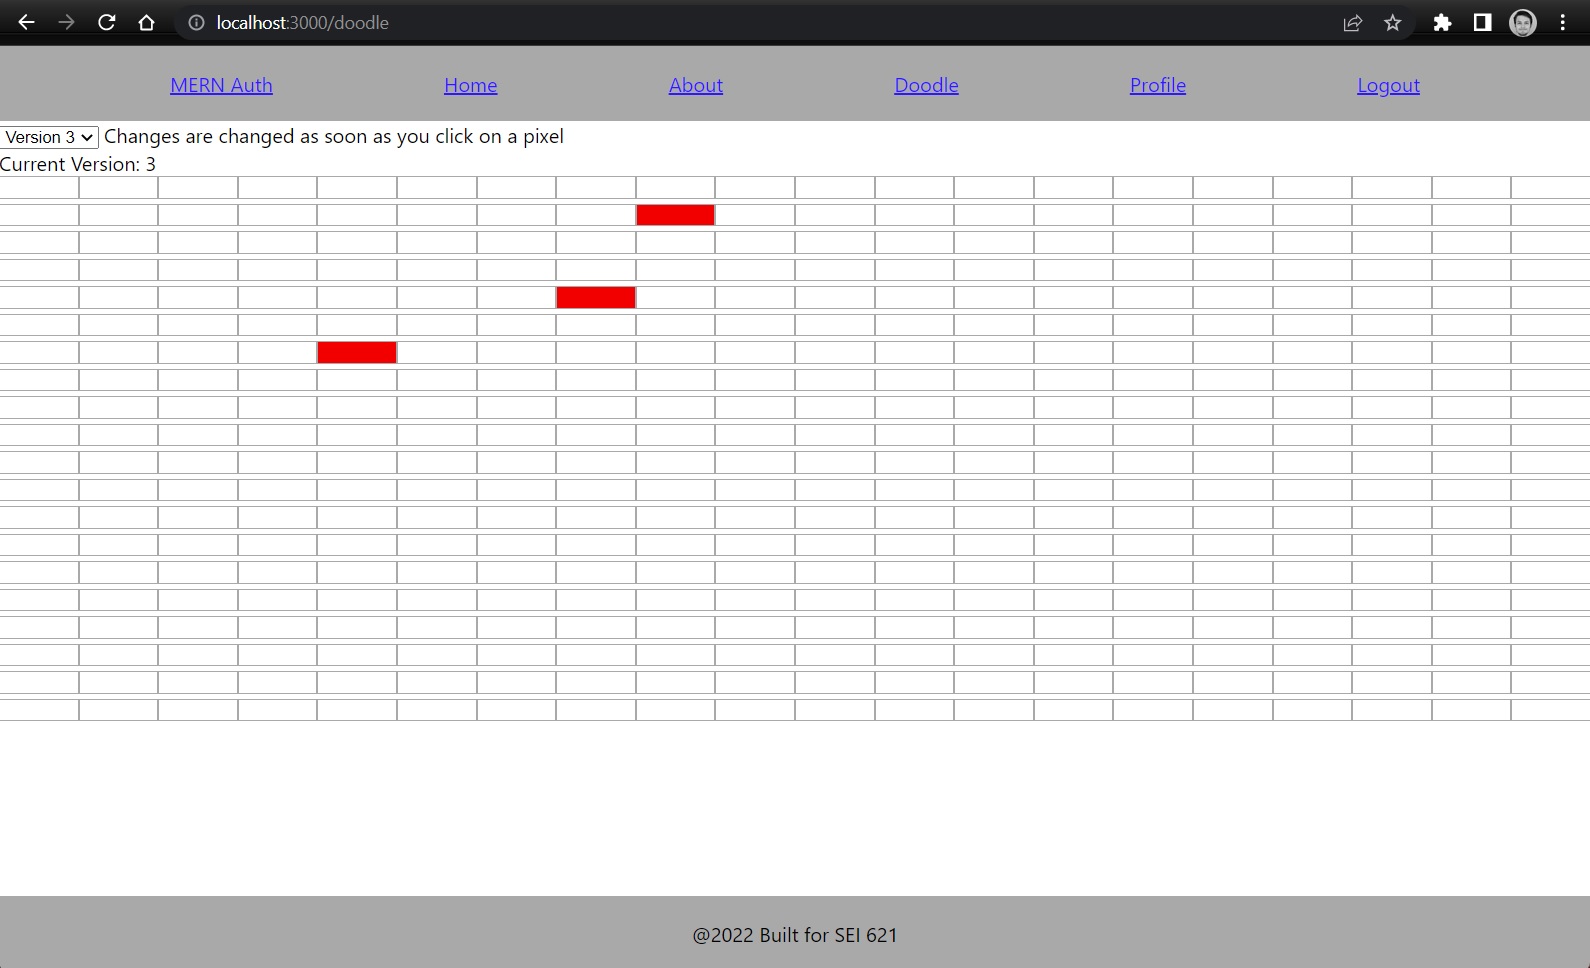 localhost:3000/doodle
MERN Auth Home About Doodle Profile Logout
Version 3 Changes are changed as soon as you click on a pixel
Current Version: 3
@2022 Built for SEI 621